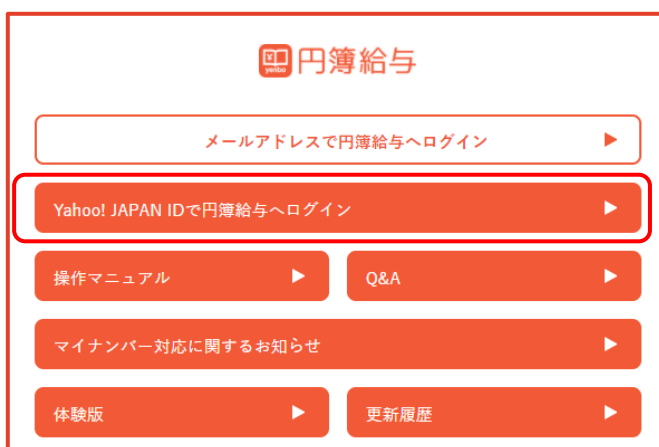 yenbo 円簿給与
メールアドレスで円簿給与へログイン
Yahoo! JAPAN IDで円簿給与へログイン
操作マニュアル Q&A
マイナンバー対応に関するお知らせ
体験版 更新履歴